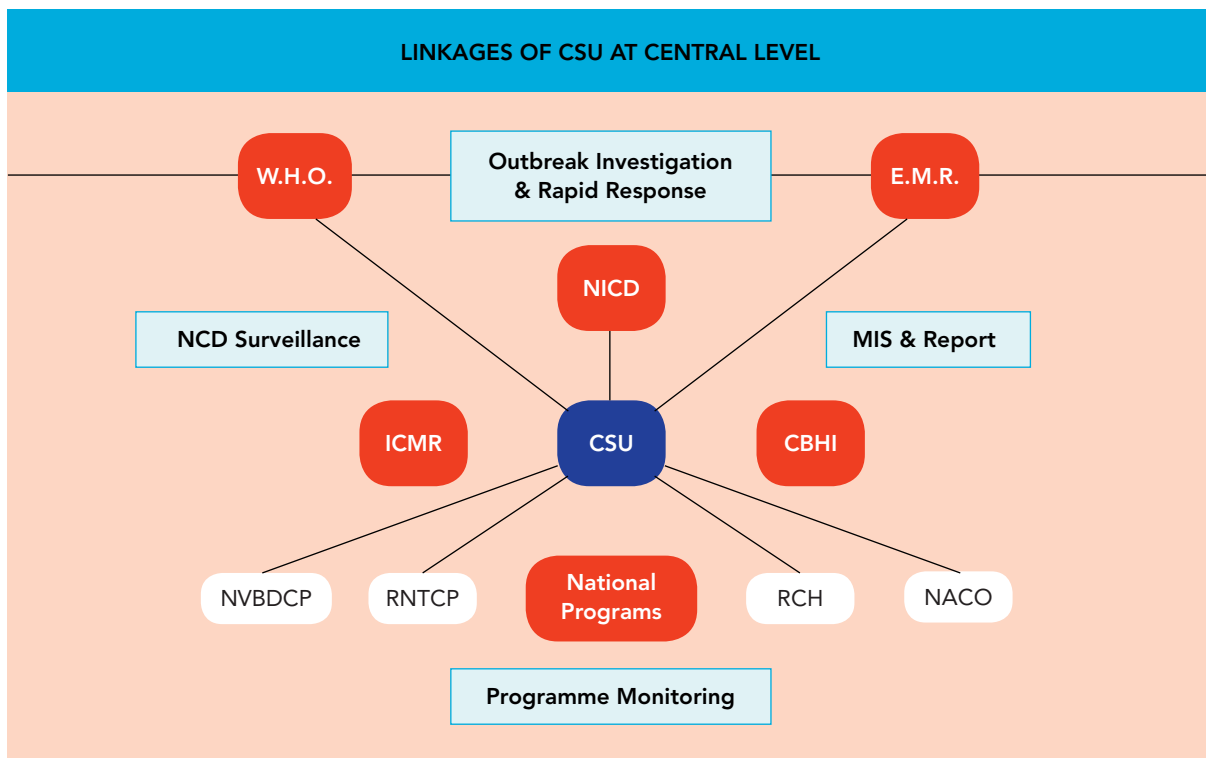 LINKAGES OF CSU AT CENTRAL LEVEL
W.H.O.
Outbreak Investigation
& Rapid Response
E.M.R.
NICD
NCD Surveillance
MIS & Report
ICMR
CSU
CBHI
NVBDCP
RNTCP
National
Programs
RCH
NACO
Programme Monitoring